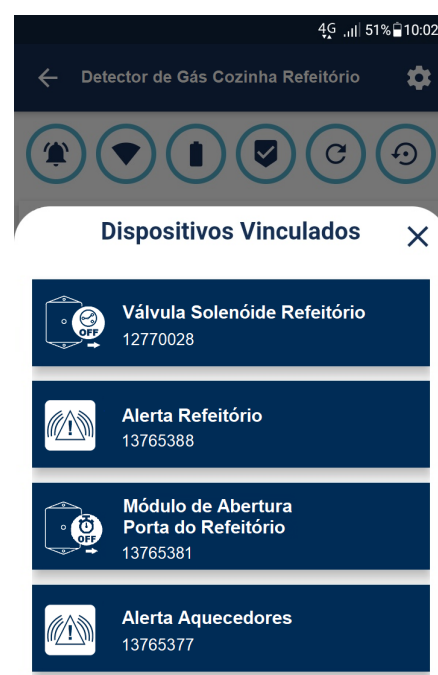 4G 51% 10:02
Detector de Gás Cozinha Refeitório
Dispositivos Vinculados
OFF
Válvula Solenóide Refeitório
12770028
Alerta Refeitório
13765388
OFF
Módulo de Abertura
Porta do Refeitório
13765381
Alerta Aquecedores
13765377